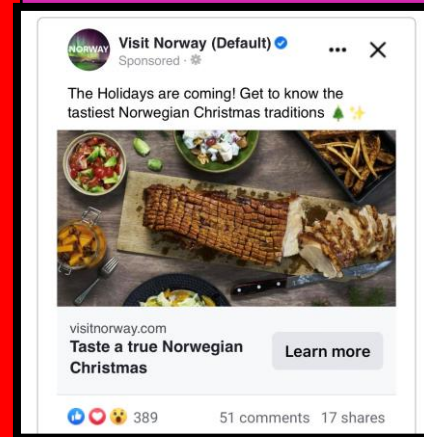 NORWAY
Visit Norway (Default)
Sponsored ·
The Holidays are coming! Get to know the
tastiest Norwegian Christmas traditions 🎄✨
visitnorway.com
Taste a true Norwegian
Christmas
Learn more
389
51 comments 17 shares